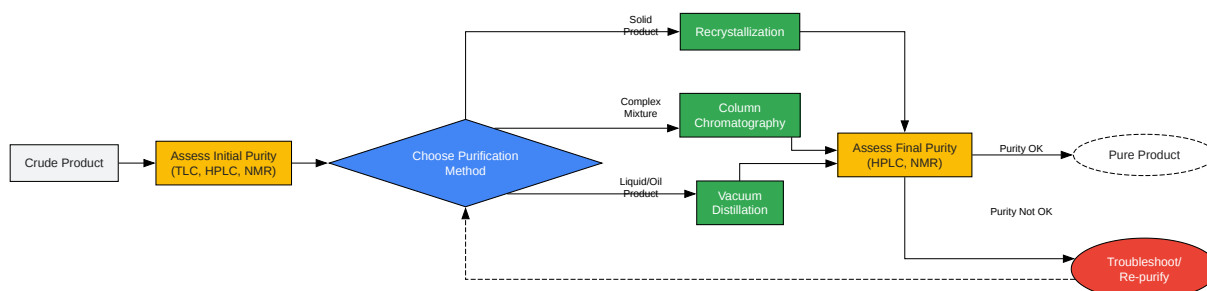 Solid
Product
Recrystallization
Complex
Mixture
Column
Chromatography
Crude Product
Assess Initial Purity
(TLC, HPLC, NMR)
Choose Purification
Method
Assess Final Purity
(HPLC, NMR)
Purity OK
Pure Product
Liquid/Oil
Product
Vacuum
Distillation
Purity Not OK
Troubleshoot/
Re-purify